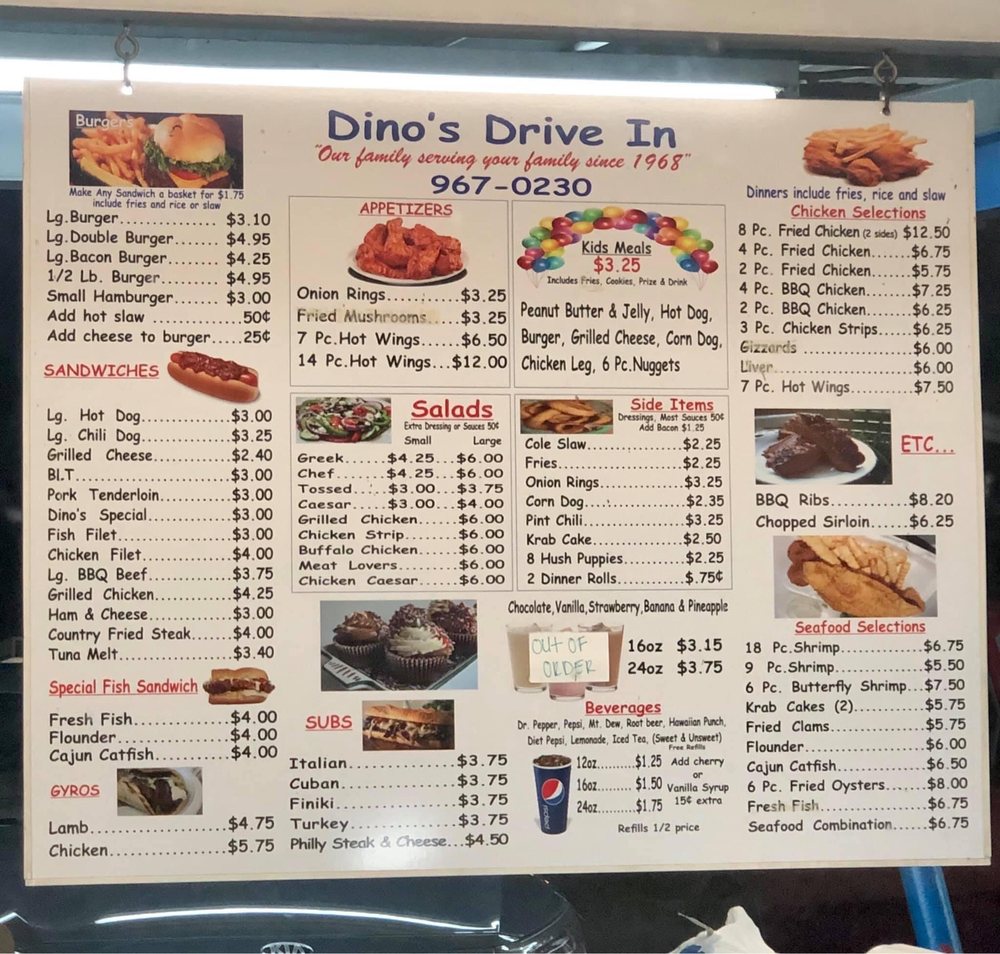 Dino's Drive In
"Our family serving your family since 1968"
967-0230
Burgers
Make Any Sandwich a basket for $1.75
include fries and rice or slaw
Lg.Burger............... $3.10
Lg.Double Burger....... $4.95
Lg.Bacon Burger........ $4.25
1/2 Lb. Burger.......... $4.95
Small Hamburger........ $3.00
Add hot slaw ............50¢
Add cheese to burger.....25¢
SANDWICHES
Lg. Hot Dog..............$3.00
Lg. Chili Dog.............$3.25
Grilled Cheese............$2.40
Bl.T.......................$3.00
Pork Tenderloin...........$3.00
Dino's Special.............$3.00
Fish Filet.................$3.00
Chicken Filet..............$4.00
Lg. BBQ Beef.............$3.75
Grilled Chicken............$4.25
Ham & Cheese............$3.00
Country Fried Steak......$4.00
Tuna Melt.................$3.40
Special Fish Sandwich
Fresh Fish..............$4.00
Flounder................$4.00
Cajun Catfish...........$4.00
GYROS
Lamb....................$4.75
Chicken.................$5.75
APPETIZERS
Onion Rings...........$3.25
Fried Mushrooms.....$3.25
7 Pc.Hot Wings......$6.50
14 Pc.Hot Wings...$12.00
Kids Meals
$3.25
Includes Fries, Cookies, Prize & Drink
Peanut Butter & Jelly, Hot Dog,
Burger, Grilled Cheese, Corn Dog,
Chicken Leg, 6 Pc.Nuggets
Salads
Extra Dressing or Sauces 50¢
Small Large
Greek......$4.25...$6.00
Chef.......$4.25...$6.00
Tossed.....$3.00...$3.75
Caesar.....$3.00...$4.00
Grilled Chicken......$6.00
Chicken Strip........$6.00
Buffalo Chicken.....$6.00
Meat Lovers.........$6.00
Chicken Caesar......$6.00
Side Items
Dressings, Most Sauces 50¢
Add Bacon $1.25
Cole Slaw...............$2.25
Fries....................$2.25
Onion Rings............$3.25
Corn Dog...............$2.35
Pint Chili...............$3.25
Krab Cake..............$2.50
8 Hush Puppies........$2.25
2 Dinner Rolls..........$.75¢
Chocolate,Vanilla,Strawberry,Banana & Pineapple
OUT OF
ORDER
16oz $3.15
24oz $3.75
SUBS
Italian..................$3.75
Cuban..................$3.75
Finiki...................$3.75
Turkey.................$3.75
Philly Steak & Cheese...$4.50
Beverages
Dr. Pepper, Pepsi, Mt. Dew, Root beer, Hawaiian Punch,
Diet Pepsi, Lemonade, Iced Tea, (Sweet & Unsweet)
Free Refills
12oz.........$1.25 Add cherry
or
16oz.........$1.50 Vanilla Syrup
24oz.........$1.75 15¢ extra
Refills 1/2 price
pepsi
Dinners include fries, rice and slaw
Chicken Selections
8 Pc. Fried Chicken (2 sides) $12.50
4 Pc. Fried Chicken......$6.75
2 Pc. Fried Chicken......$5.75
4 Pc. BBQ Chicken.......$7.25
2 Pc. BBQ Chicken.......$6.25
3 Pc. Chicken Strips.....$6.25
Gizzards ................$6.00
Liver.....................$6.00
7 Pc. Hot Wings.........$7.50
ETC...
BBQ Ribs...........$8.20
Chopped Sirloin......$6.25
Seafood Selections
18 Pc.Shrimp............$6.75
9 Pc.Shrimp.............$5.50
6 Pc. Butterfly Shrimp...$7.50
Krab Cakes (2)..........$5.75
Fried Clams..............$5.75
Flounder.................$6.00
Cajun Catfish............$6.50
6 Pc. Fried Oysters......$8.00
Fresh Fish...............$6.75
Seafood Combination......$6.75
KIA